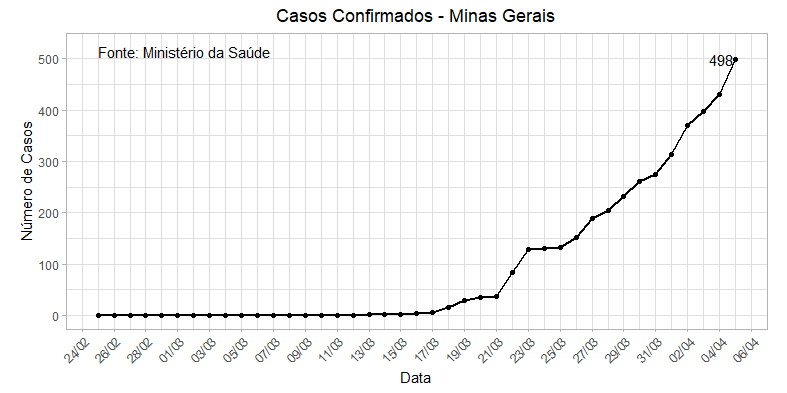 Casos Confirmados - Minas Gerais
Fonte: Ministério da Saúde
498
Número de Casos
500
400
300
200
100
0
24/02 26/02 28/02 01/03 03/03 05/03 07/03 09/03 11/03 13/03 15/03 17/03 19/03 21/03 23/03 25/03 27/03 29/03 31/03 02/04 04/04 06/04
Data